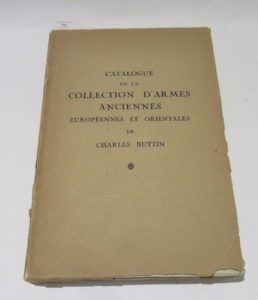 CATALOGUE
DE LA
COLLECTION D'ARMES
ANCIENNES
EUROPÉENNES ET ORIENTALES
DE
CHARLES BUTTIN